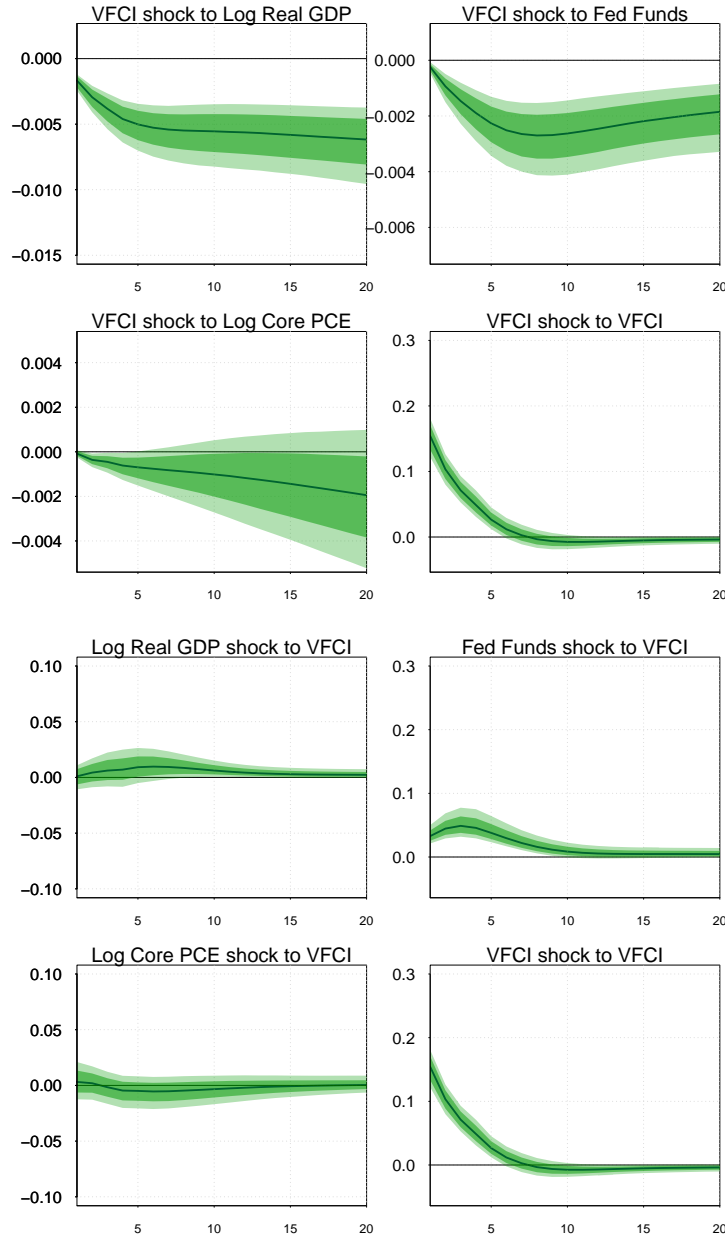 VFCI shock to Log Real GDP
0.000
−0.005
−0.010
−0.015
5 10 15 20
VFCI shock to Fed Funds
0.000
−0.002
−0.004
−0.006
5 10 15 20
VFCI shock to Log Core PCE
0.004
0.002
0.000
−0.002
−0.004
5 10 15 20
VFCI shock to VFCI
0.3
0.2
0.1
0.0
5 10 15 20
Log Real GDP shock to VFCI
0.10
0.05
0.00
−0.05
−0.10
5 10 15 20
Fed Funds shock to VFCI
0.3
0.2
0.1
0.0
5 10 15 20
Log Core PCE shock to VFCI
0.10
0.05
0.00
−0.05
−0.10
5 10 15 20
VFCI shock to VFCI
0.3
0.2
0.1
0.0
5 10 15 20